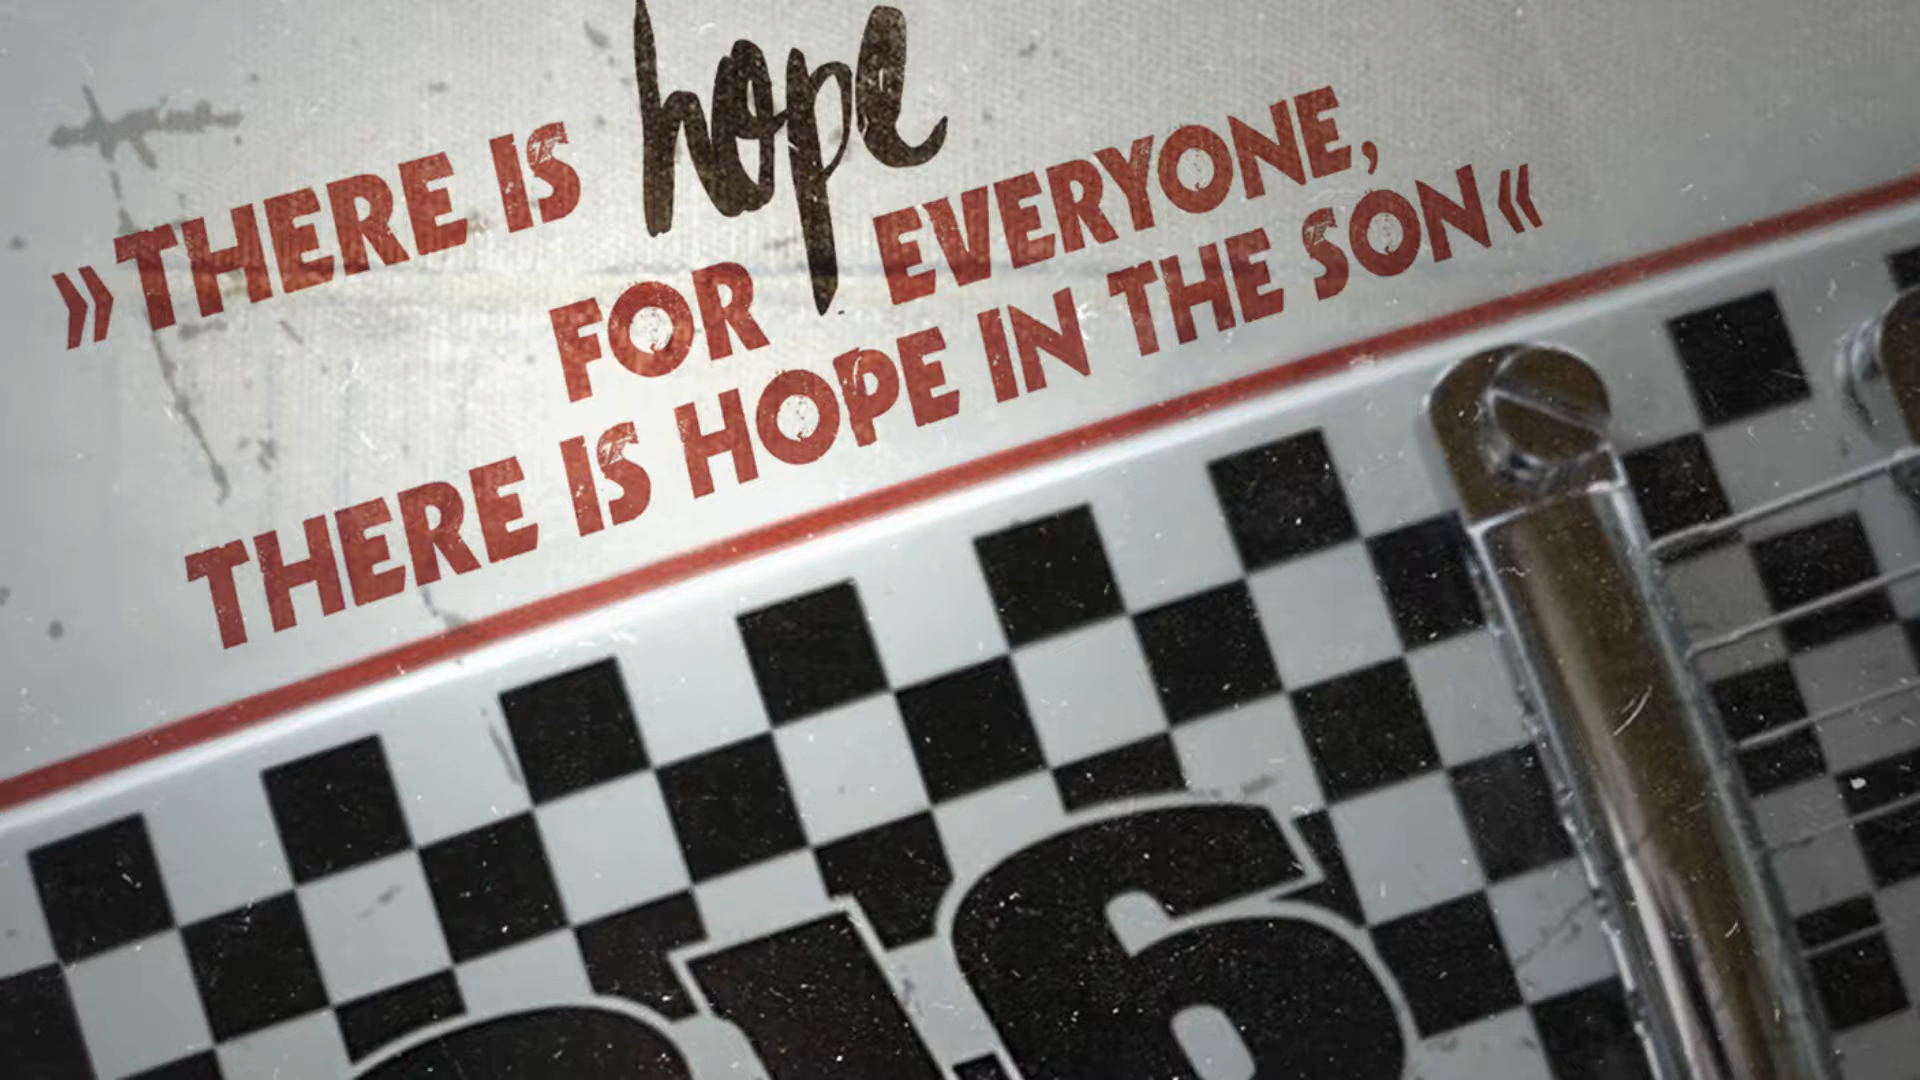 »THERE IS hope
FOR EVERYONE,
THERE IS HOPE IN THE SON«